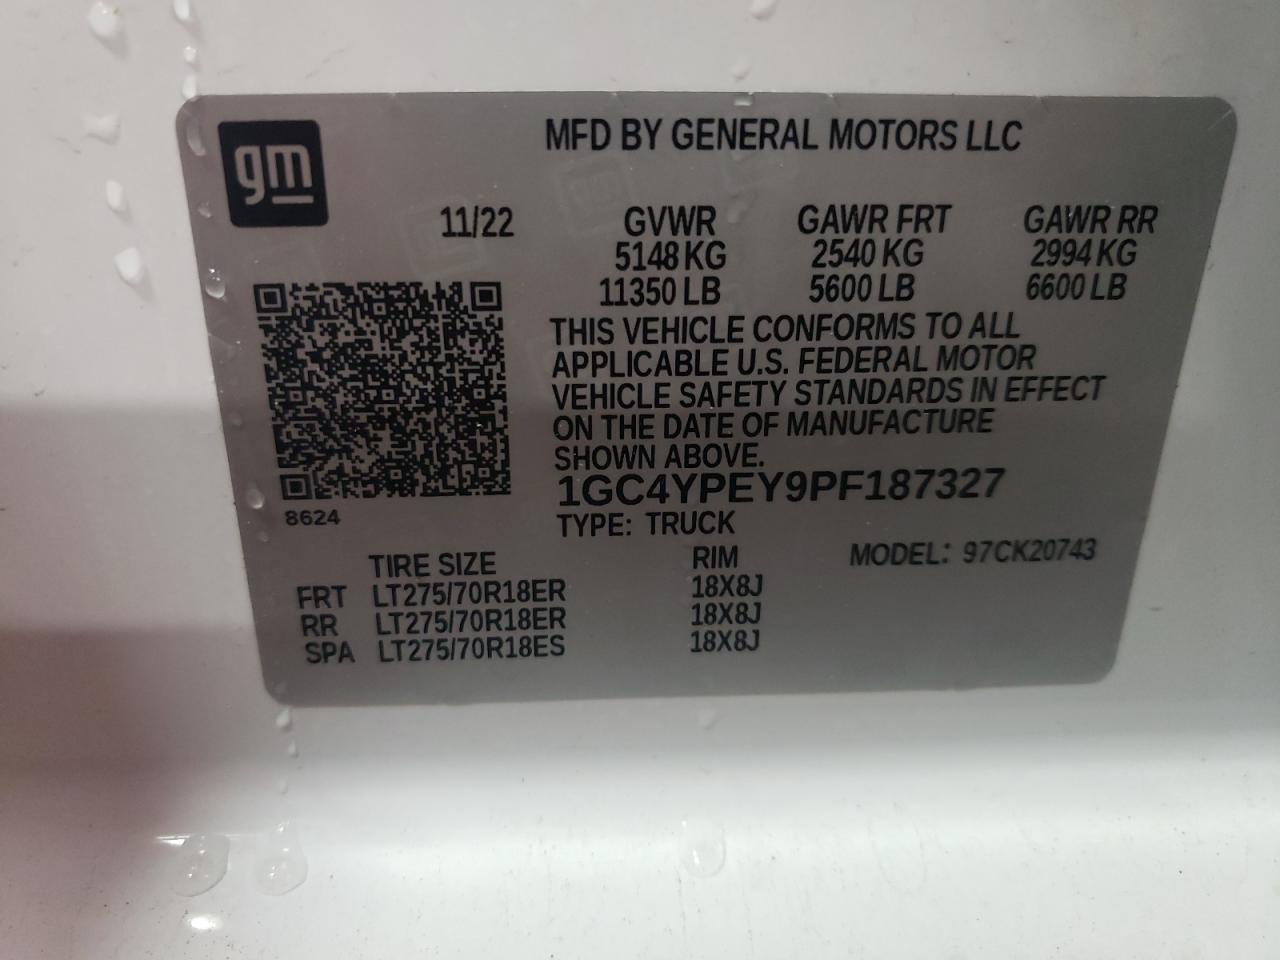 gm
MFD BY GENERAL MOTORS LLC
11/22 GVWR GAWR FRT GAWR RR
5148 KG 2540 KG 2994 KG
11350 LB 5600 LB 6600 LB
THIS VEHICLE CONFORMS TO ALL
APPLICABLE U.S. FEDERAL MOTOR
VEHICLE SAFETY STANDARDS IN EFFECT
ON THE DATE OF MANUFACTURE
SHOWN ABOVE.
1GC4YPEY9PF187327
8624
TYPE: TRUCK
TIRE SIZE RIM MODEL: 97CK20743
FRT LT275/70R18ER 18X8J
RR LT275/70R18ER 18X8J
SPA LT275/70R18ES 18X8J